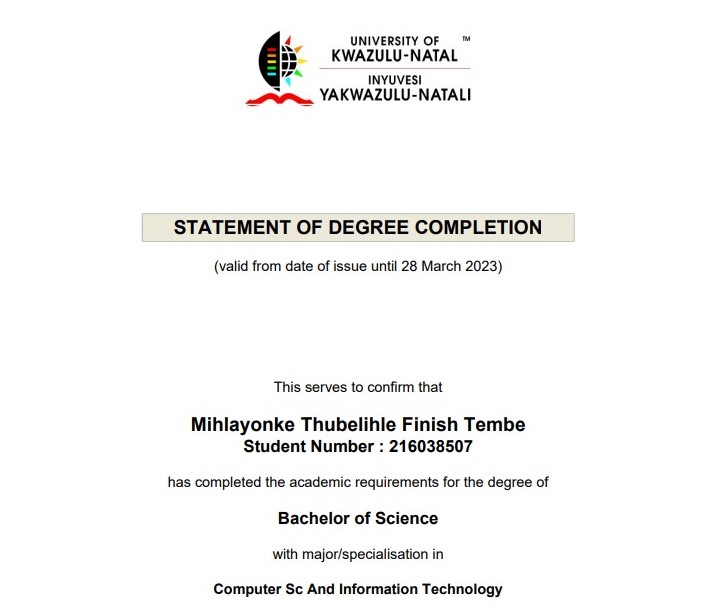 UNIVERSITY OF ™
KWAZULU-NATAL
INYUVESI
YAKWAZULU-NATALI
STATEMENT OF DEGREE COMPLETION
(valid from date of issue until 28 March 2023)
This serves to confirm that
Mihlayonke Thubelihle Finish Tembe
Student Number : 216038507
has completed the academic requirements for the degree of
Bachelor of Science
with major/specialisation in
Computer Sc And Information Technology